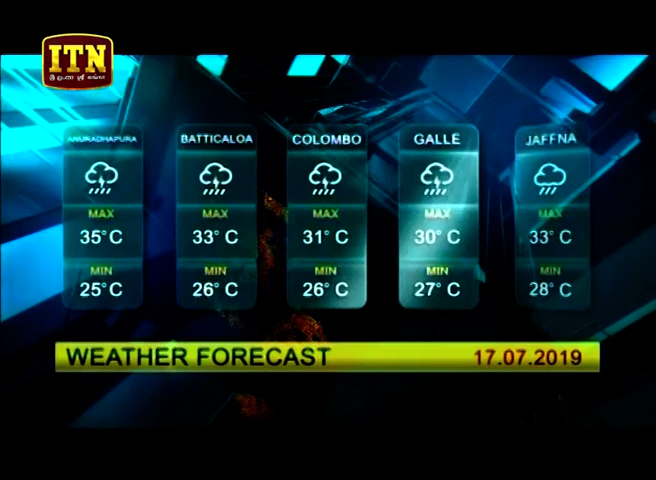 ITN
ANURADHAPURA BATTICALOA COLOMBO GALLE JAFFNA
MAX MAX MAX MAX MAX
35°C 33°C 31°C 30°C 33°C
MIN MIN MIN MIN MIN
25°C 26°C 26°C 27°C 28°C
WEATHER FORECAST 17.07.2019